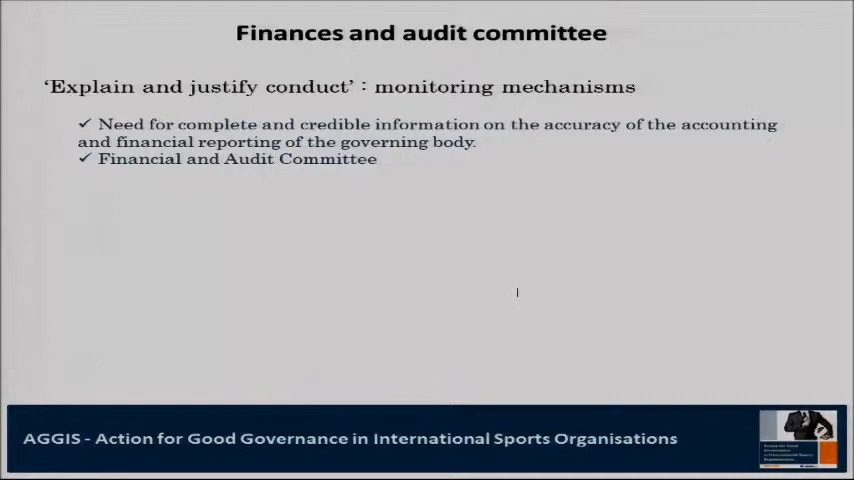 Finances and audit committee
‘Explain and justify conduct’ : monitoring mechanisms
✓ Need for complete and credible information on the accuracy of the accounting
and financial reporting of the governing body.
✓ Financial and Audit Committee
AGGIS - Action for Good Governance in International Sports Organisations